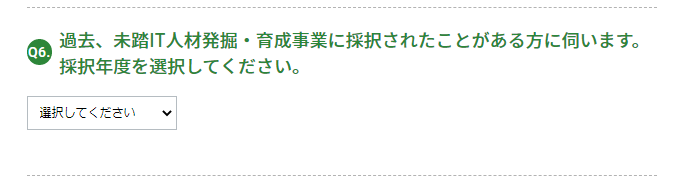 Q6. 過去、未踏IT人材発掘・育成事業に採択されたことがある方に伺います。
採択年度を選択してください。
選択してください